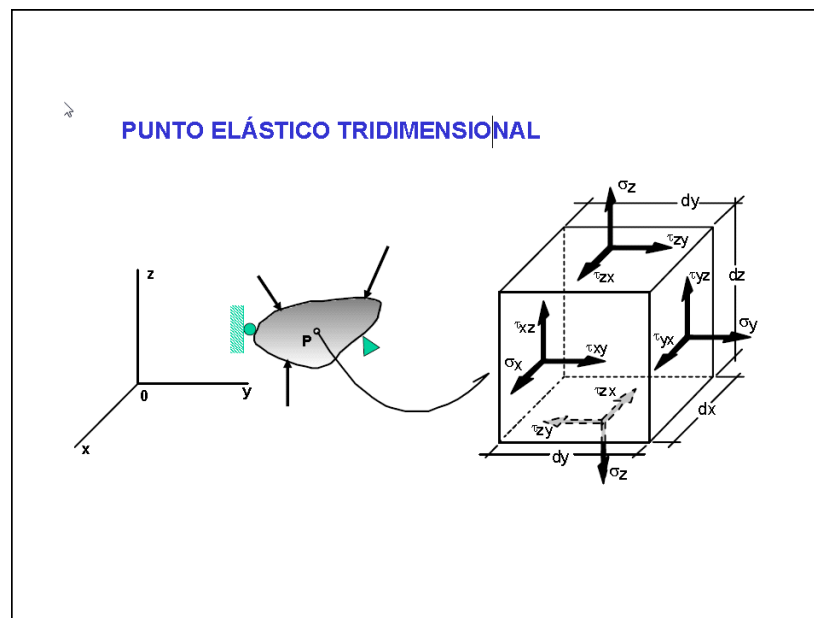 PUNTO ELÁSTICO TRIDIMENSIONAL
z
y
0
x
P
σz
dy
τzy
τzx
τyz
dz
σy
τyx
τxz
τxy
σx
τzx
dx
τzy
dy
σz